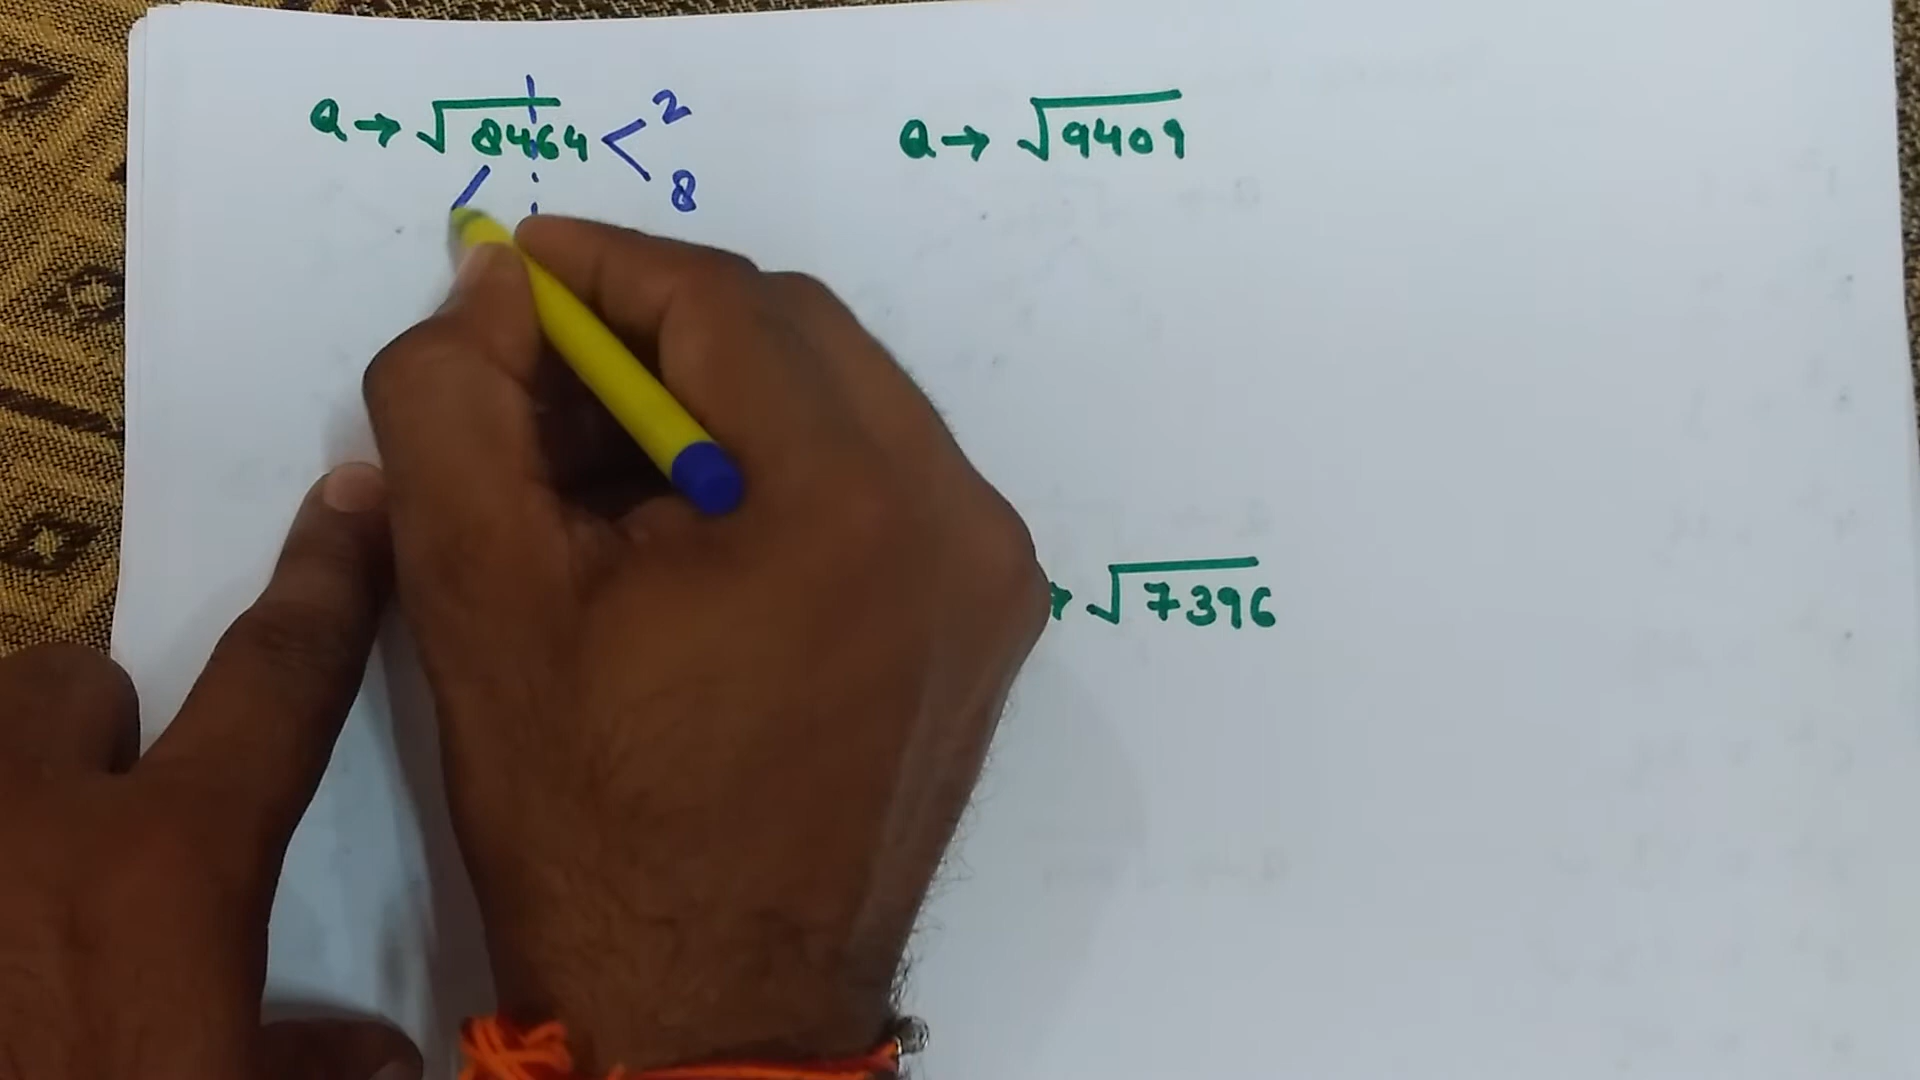 Q → √8464 < 2 8
Q → √9409
→ √7396